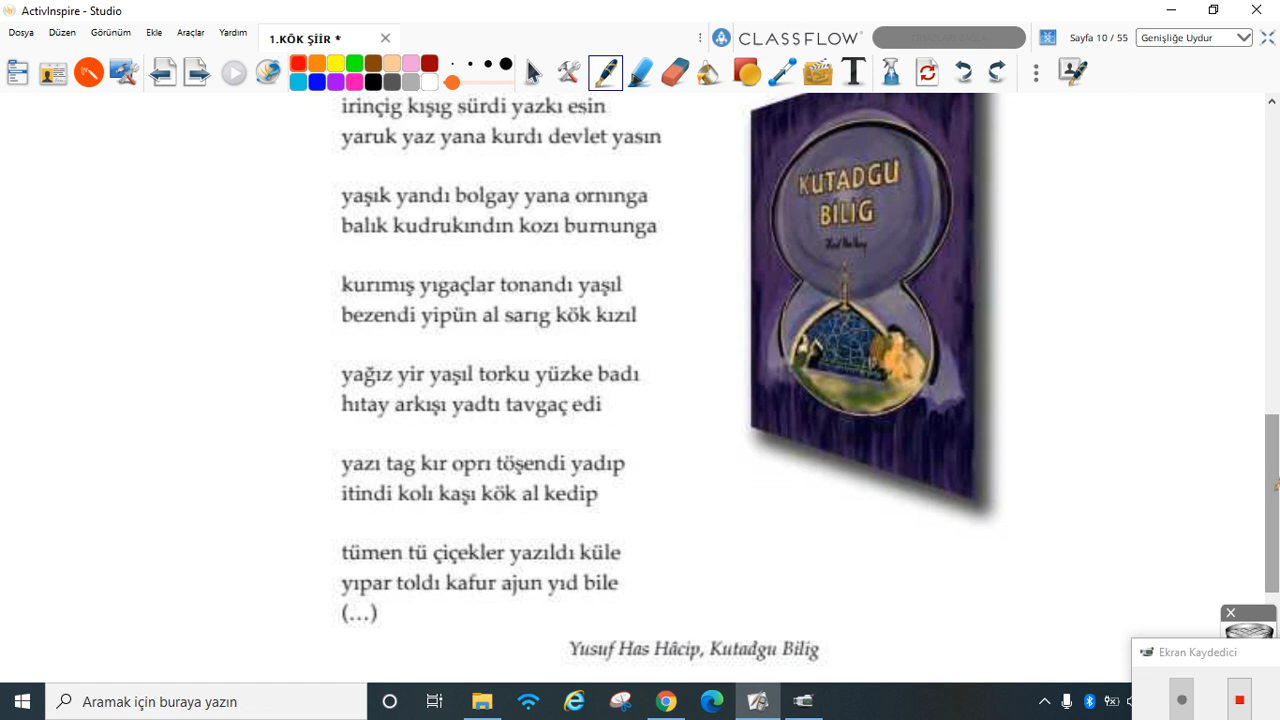 ActivInspire - Studio
Dosya Düzen Görünüm Ekle Araçlar Yardım
1.KÖK ŞİİR *
CLASSFLOW
Sayfa 10 / 55
Genişliğe Uydur
irinçig kışıg sürdi yazkı esin
yaruk yaz yana kurdı devlet yasın
yaşık yandı bolgay yana ornınga
balık kudrukındın kozı burnunga
kurımış yıgaçlar tonandı yaşıl
bezendi yipün al sarıg kök kızıl
yağız yir yaşıl torku yüzke badı
hıtay arkışı yadtı tavgaç edi
yazı tag kır oprı töşendi yadıp
itindi kolı kaşı kök al kedip
tümen tü çiçekler yazıldı küle
yıpar toldı kafur ajun yıd bile
(...)
Yusuf Has Hâcip, Kutadgu Bilig
KUTADGU
BİLİG
Ekran Kaydedici
Aramak için buraya yazın